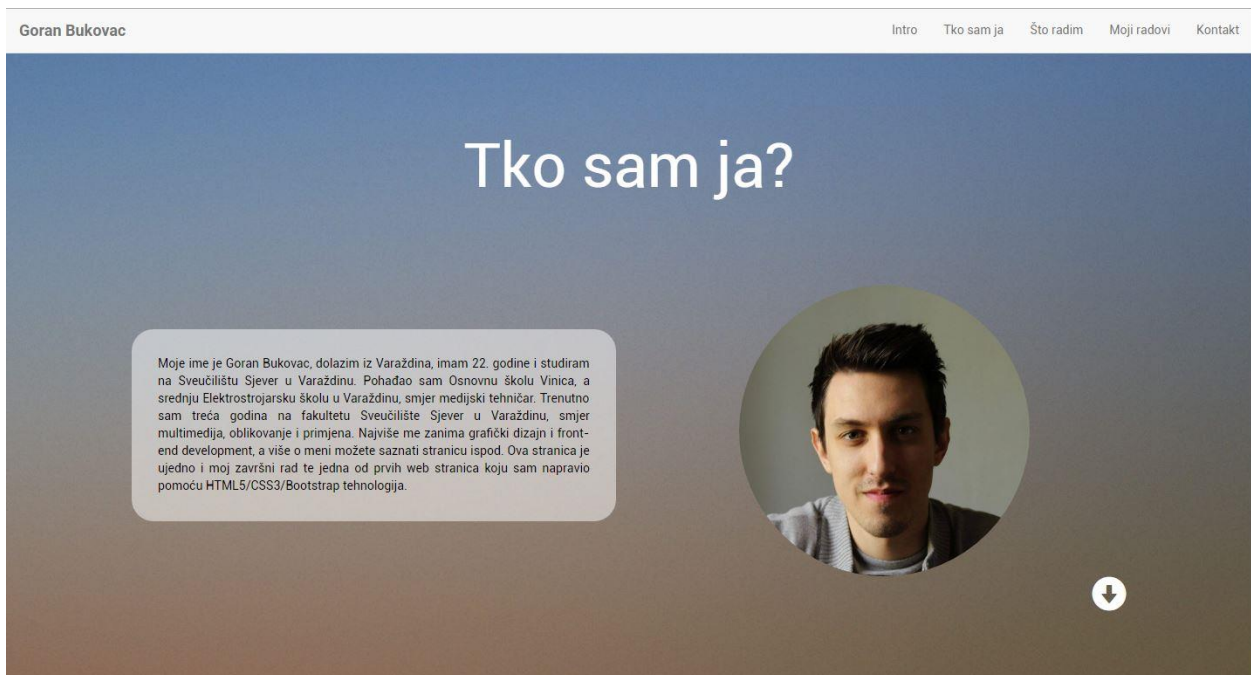 Goran Bukovac
Intro Tko sam ja Što radim Moji radovi Kontakt
Tko sam ja?
Moje ime je Goran Bukovac, dolazim iz Varaždina, imam 22. godine i studiram
na Sveučilištu Sjever u Varaždinu. Pohađao sam Osnovnu školu Vinica, a
srednju Elektrostrojarsku školu u Varaždinu, smjer medijski tehničar. Trenutno
sam treća godina na fakultetu Sveučilište Sjever u Varaždinu, smjer
multimedija, oblikovanje i primjena. Najviše me zanima grafički dizajn i front-
end development, a više o meni možete saznati stranicu ispod. Ova stranica je
ujedno i moj završni rad te jedna od prvih web stranica koju sam napravio
pomoću HTML5/CSS3/Bootstrap tehnologija.